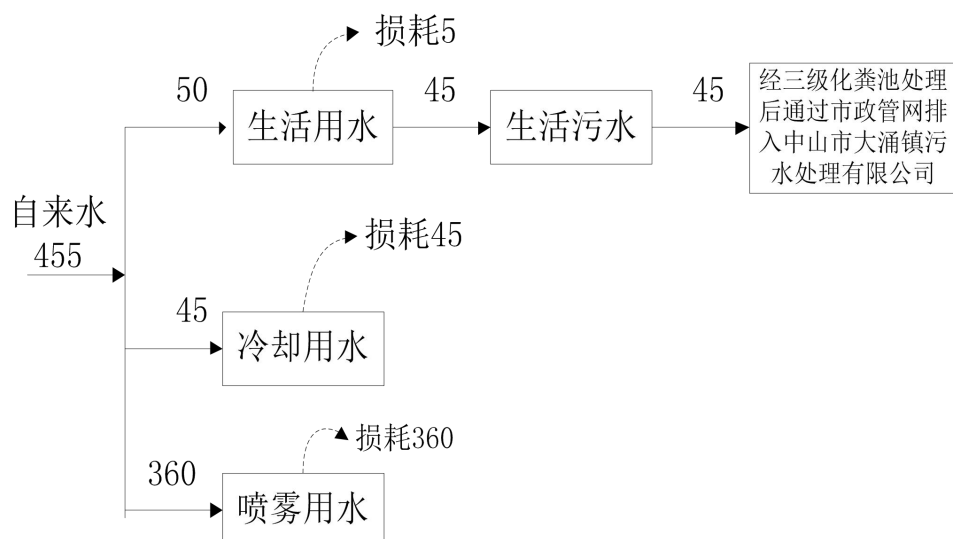 损耗5
50
生活用水
45
生活污水
45
经三级化粪池处理
后通过市政管网排
入中山市大涌镇污
水处理有限公司
自来水
455
损耗45
45
冷却用水
损耗360
360
喷雾用水